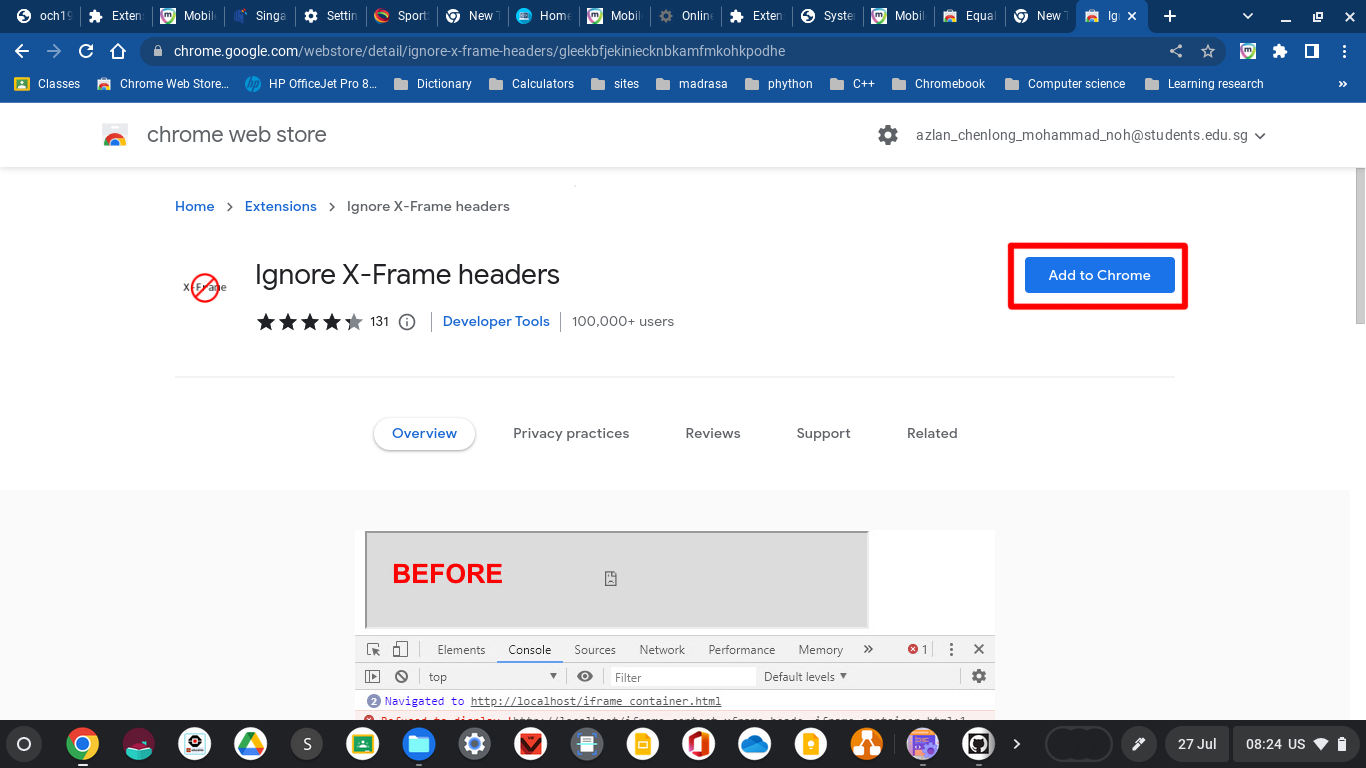 och19
Exten
Mobile
Singa
Settin
Sport
New T
Home
Mobil
Online
Exten
Syste
Mobil
Equal
New T
Ig
chrome.google.com/webstore/detail/ignore-x-frame-headers/gleekbfjekiniecknbkamfmkohkpodhe
Classes
Chrome Web Store…
HP OfficeJet Pro 8…
Dictionary
Calculators
sites
madrasa
phython
C++
Chromebook
Computer science
Learning research
chrome web store
azlan_chenlong_mohammad_noh@students.edu.sg
Home
Extensions
Ignore X-Frame headers
X-Frame
Ignore X-Frame headers
Add to Chrome
131
Developer Tools
100,000+ users
Overview
Privacy practices
Reviews
Support
Related
BEFORE
Elements
Console
Sources
Network
Performance
Memory
1
top
Filter
Default levels
2
Navigated to http://localhost/iframe_container.html
S
27 Jul
08:24 US